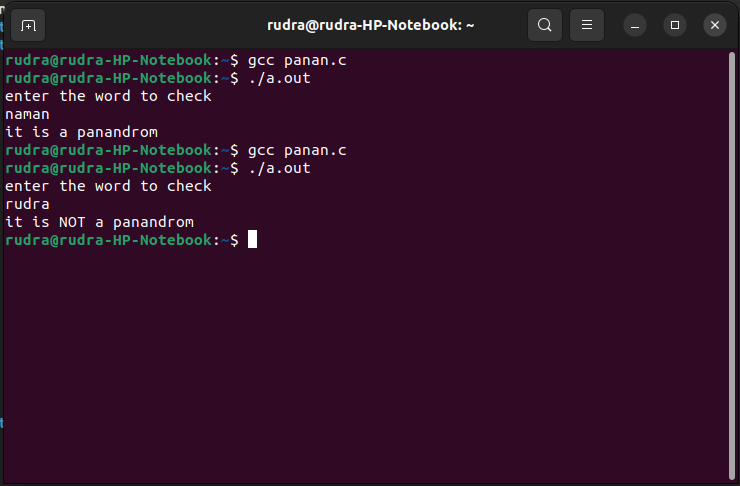 rudra@rudra-HP-Notebook: ~
rudra@rudra-HP-Notebook:~$ gcc panan.c
rudra@rudra-HP-Notebook:~$ ./a.out
enter the word to check
naman
it is a panandrom
rudra@rudra-HP-Notebook:~$ gcc panan.c
rudra@rudra-HP-Notebook:~$ ./a.out
enter the word to check
rudra
it is NOT a panandrom
rudra@rudra-HP-Notebook:~$